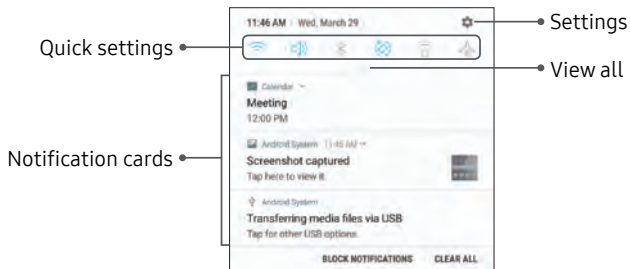 11:46 AM Wed, March 29
Settings
Quick settings
View all
Calendar
Meeting
12:00 PM
Notification cards
Android System 11:46 AM
Screenshot captured
Tap here to view it.
Android System
Transferring media files via USB
Tap for other USB options.
BLOCK NOTIFICATIONS CLEAR ALL